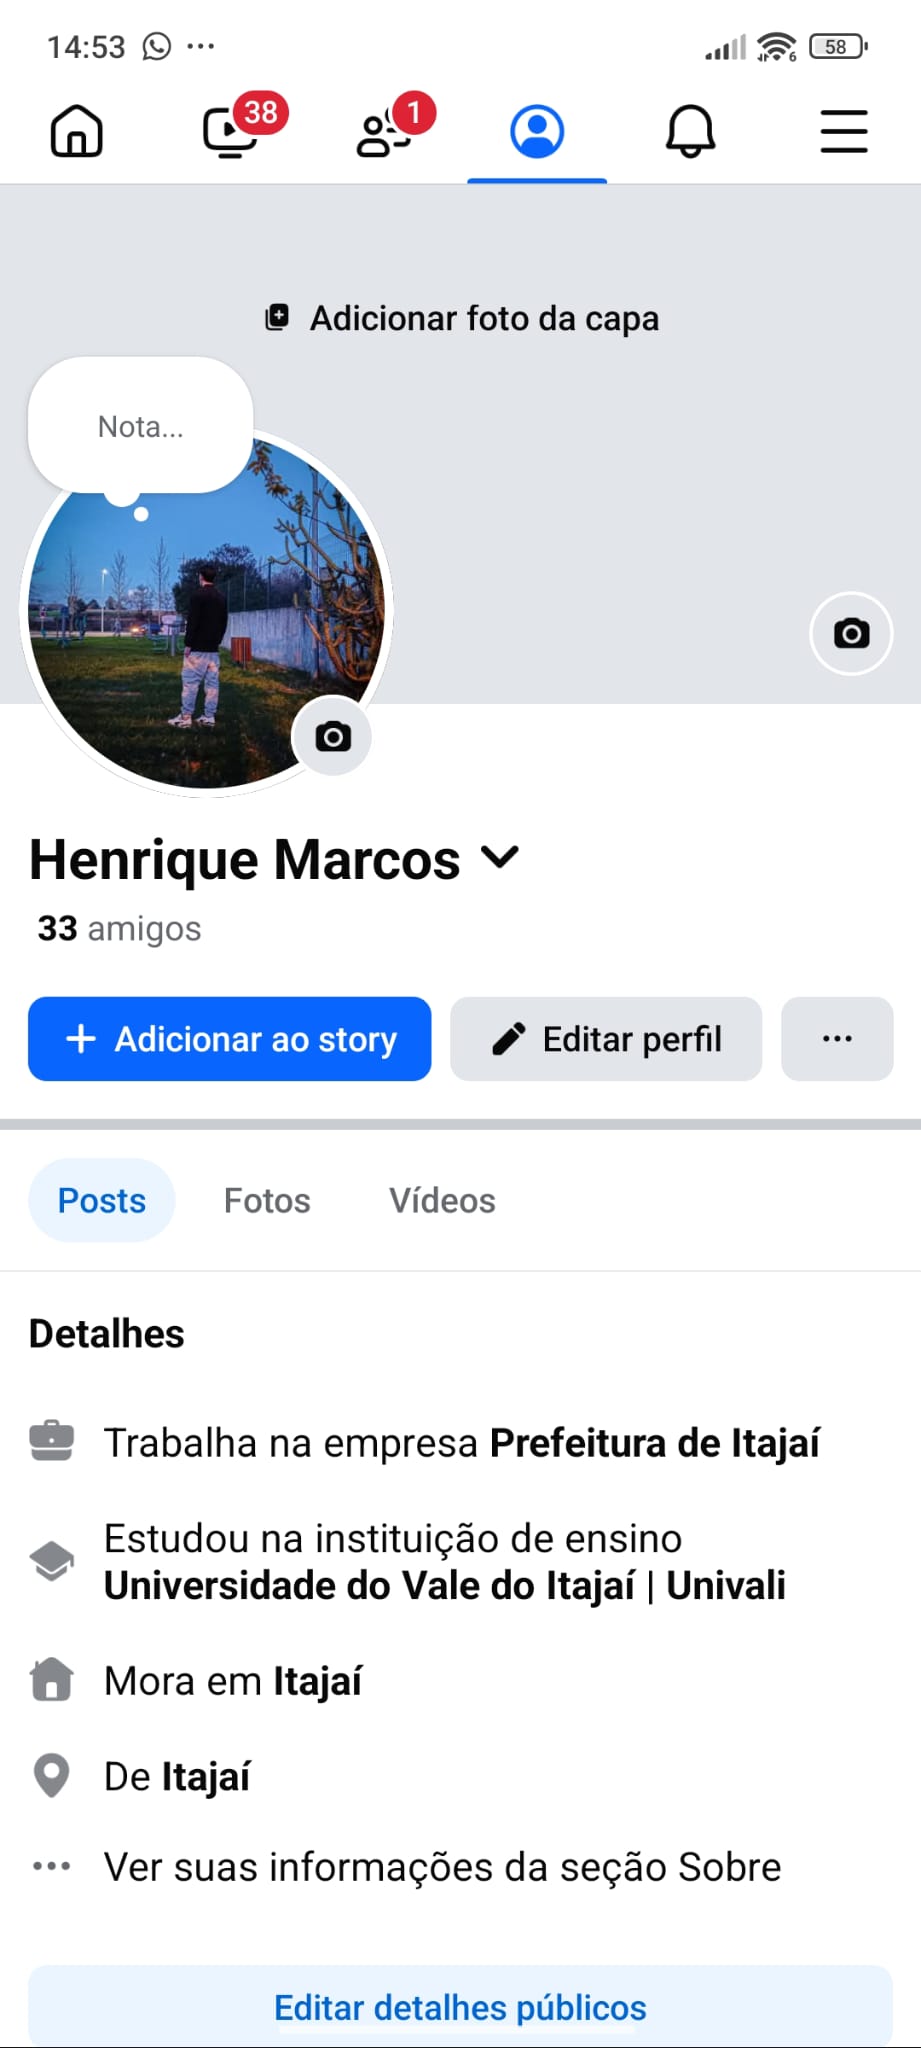 14:53
58
38
1
6
Adicionar foto da capa
Nota...
Henrique Marcos
33 amigos
+ Adicionar ao story
Editar perfil
...
Posts
Fotos
Vídeos
Detalhes
Trabalha na empresa Prefeitura de Itajaí
Estudou na instituição de ensino
Universidade do Vale do Itajaí | Univali
Mora em Itajaí
De Itajaí
Ver suas informações da seção Sobre
Editar detalhes públicos